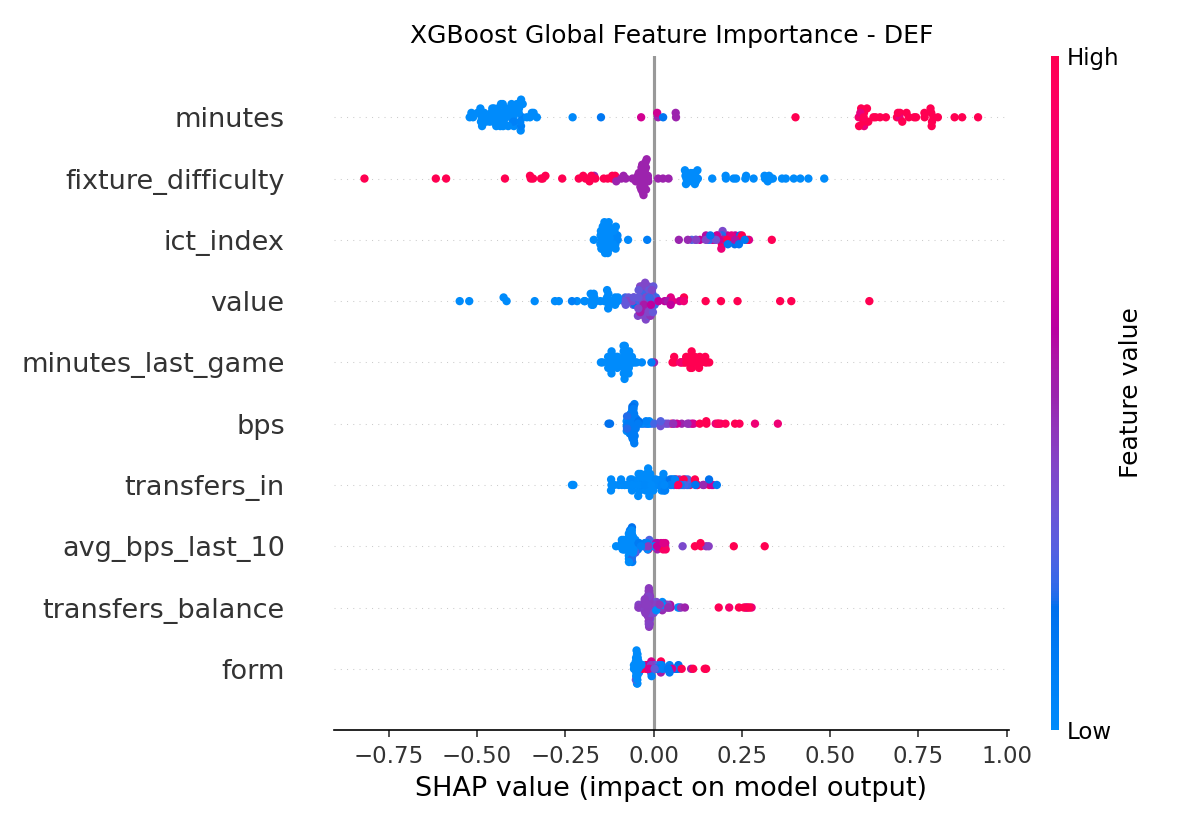 XGBoost Global Feature Importance - DEF
High
minutes
fixture_difficulty
ict_index
value
minutes_last_game
bps
transfers_in
avg_bps_last_10
transfers_balance
form
Feature value
Low
−0.75 −0.50 −0.25 0.00 0.25 0.50 0.75 1.00
SHAP value (impact on model output)